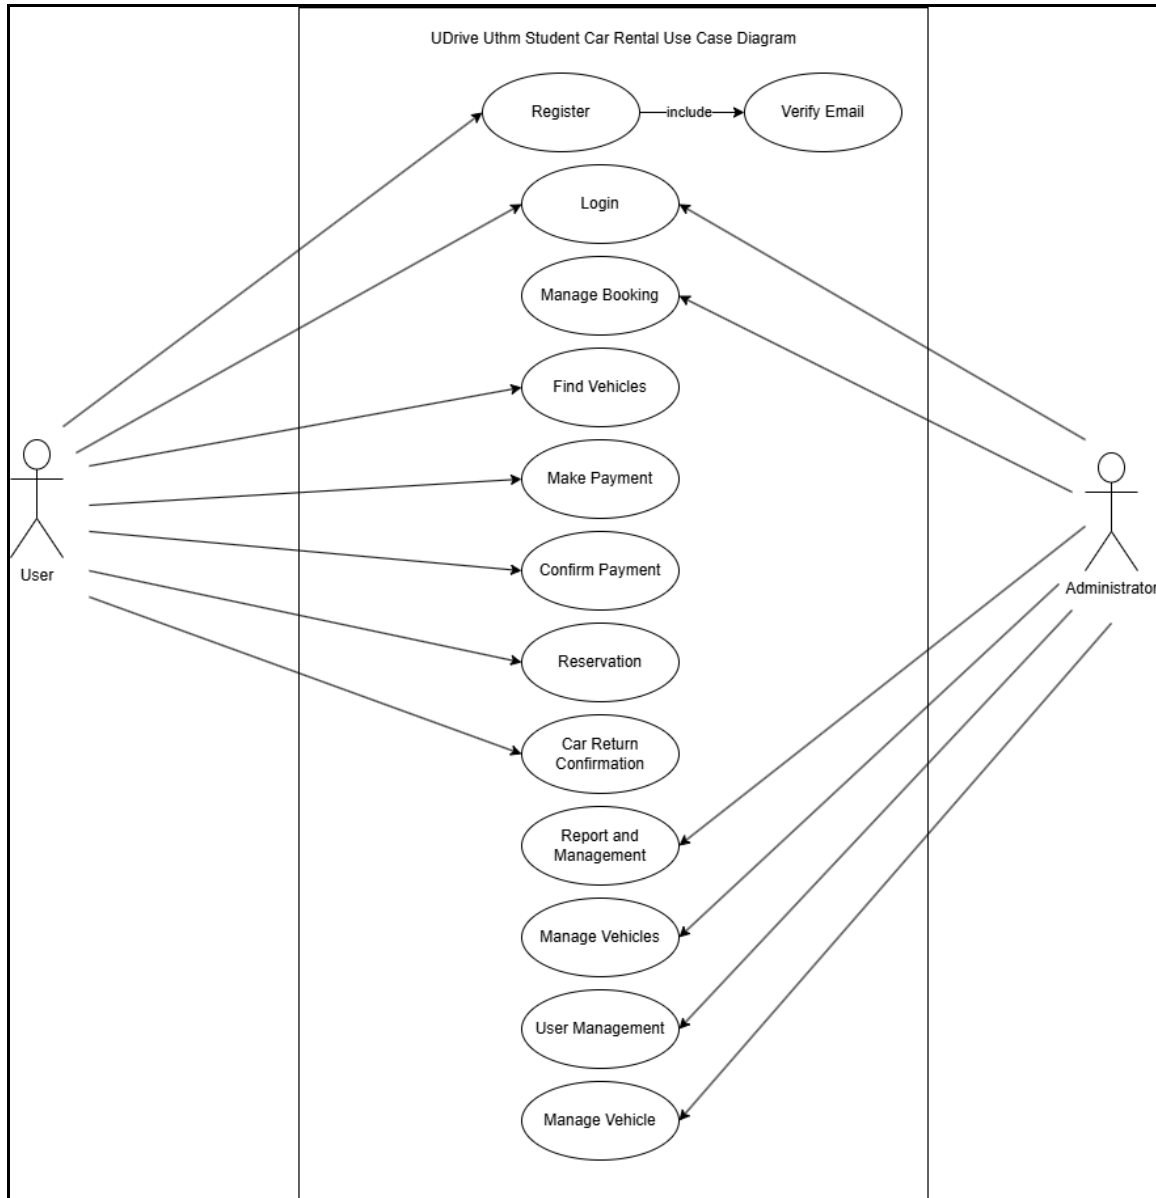 UDrive Uthm Student Car Rental Use Case Diagram
Register
include
Verify Email
Login
Manage Booking
Find Vehicles
Make Payment
Confirm Payment
User
Administrator
Reservation
Car Return
Confirmation
Report and
Management
Manage Vehicles
User Management
Manage Vehicle